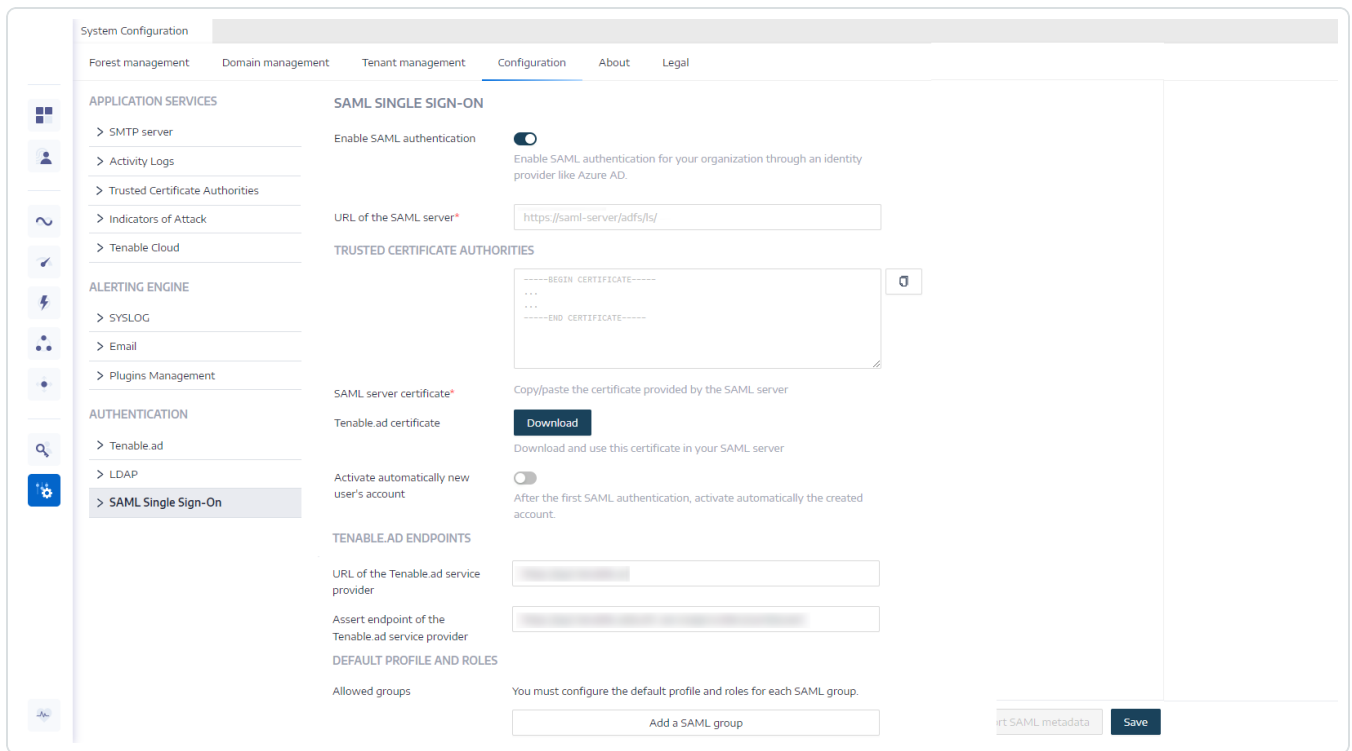 System Configuration
Forest management
Domain management
Tenant management
Configuration
About
Legal
APPLICATION SERVICES
SMTP server
Activity Logs
Trusted Certificate Authorities
Indicators of Attack
Tenable Cloud
ALERTING ENGINE
SYSLOG
Email
Plugins Management
AUTHENTICATION
Tenable.ad
LDAP
SAML Single Sign-On
SAML SINGLE SIGN-ON
Enable SAML authentication
Enable SAML authentication for your organization through an identity
provider like Azure AD.
URL of the SAML server*
https://saml-server/adfs/ls/
TRUSTED CERTIFICATE AUTHORITIES
-----BEGIN CERTIFICATE-----
...
...
-----END CERTIFICATE-----
SAML server certificate*
Copy/paste the certificate provided by the SAML server
Tenable.ad certificate
Download
Download and use this certificate in your SAML server
Activate automatically new
user's account
After the first SAML authentication, activate automatically the created
account.
TENABLE.AD ENDPOINTS
URL of the Tenable.ad service
provider
Assert endpoint of the
Tenable.ad service provider
DEFAULT PROFILE AND ROLES
Allowed groups
You must configure the default profile and roles for each SAML group.
Add a SAML group
rt SAML metadata
Save